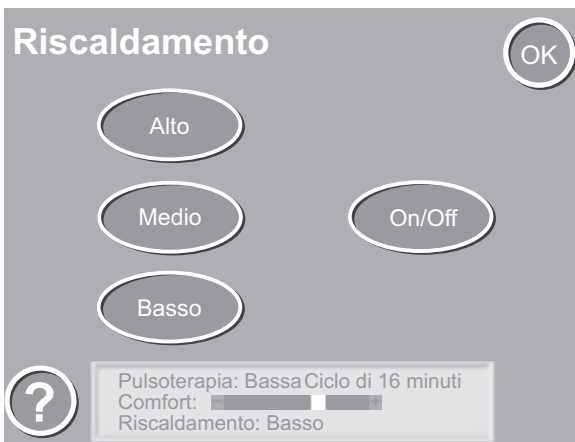 Riscaldamento
OK
Alto
Medio
On/Off
Basso
?
Pulsoterapia: Bassa Ciclo di 16 minuti
Comfort: - +
Riscaldamento: Basso